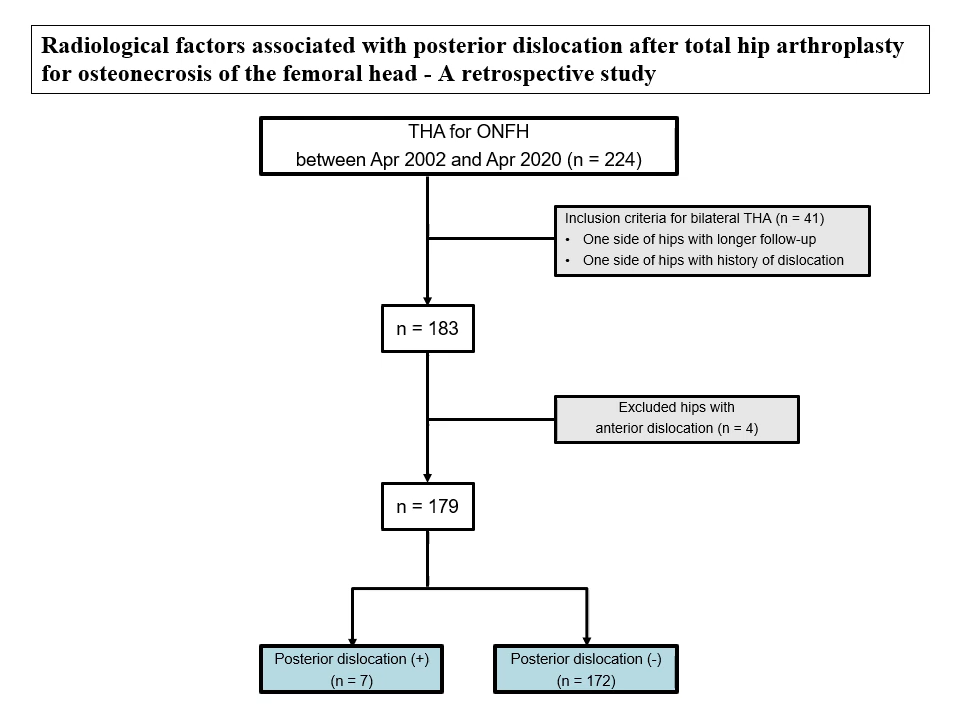 Radiological factors associated with posterior dislocation after total hip arthroplasty
for osteonecrosis of the femoral head - A retrospective study
THA for ONFH
between Apr 2002 and Apr 2020 (n = 224)
Inclusion criteria for bilateral THA (n = 41)
• One side of hips with longer follow-up
• One side of hips with history of dislocation
n = 183
Excluded hips with
anterior dislocation (n = 4)
n = 179
Posterior dislocation (+)
(n = 7)
Posterior dislocation (-)
(n = 172)